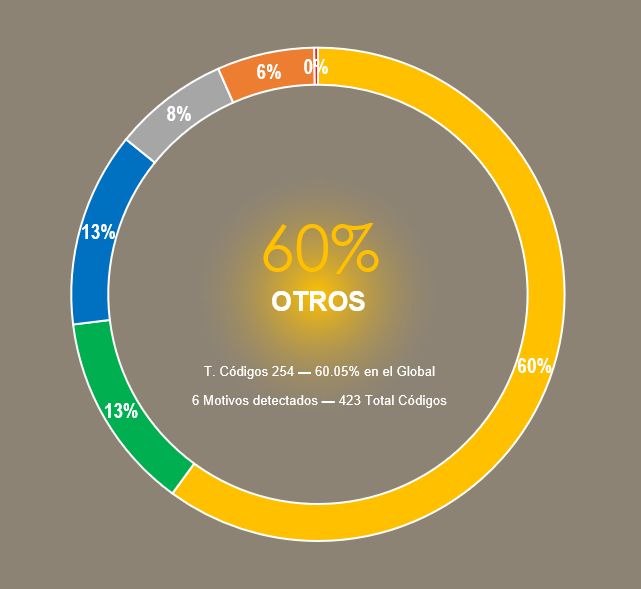 6%
0%
8%
13%
60%
OTROS
60%
T. Códigos 254 — 60.05% en el Global
6 Motivos detectados — 423 Total Códigos
13%